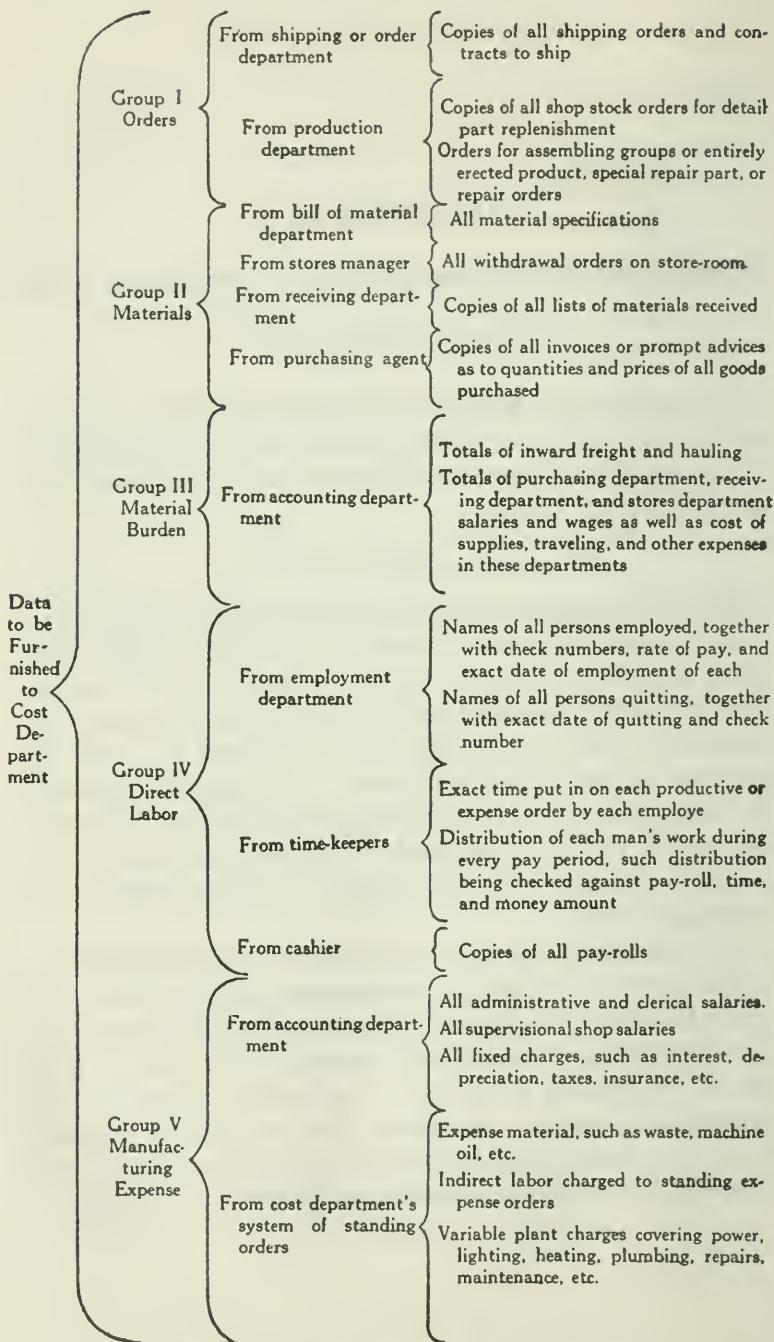 From shipping or order
department
Copies of all shipping orders and con-
tracts to ship
Group I
Orders
From production
department
Copies of all shop stock orders for detail
part replenishment
Orders for assembling groups or entirely
erected product, special repair part, or
repair orders
From bill of material
department
All material specifications
From stores manager
All withdrawal orders on store-room.
Group II
Materials
From receiving depart-
ment
Copies of all lists of materials received
From purchasing agent
Copies of all invoices or prompt advices
as to quantities and prices of all goods
purchased
Group III
Material
Burden
From accounting depart-
ment
Totals of inward freight and hauling
Totals of purchasing department, receiv-
ing department, and stores department
salaries and wages as well as cost of
supplies, traveling, and other expenses
in these departments
Data
to be
Fur-
nished
to
Cost
De-
part-
ment
From employment
department
Names of all persons employed, together
with check numbers, rate of pay, and
exact date of employment of each
Names of all persons quitting, together
with exact date of quitting and check
number
Group IV
Direct
Labor
From time-keepers
Exact time put in on each productive or
expense order by each employe
Distribution of each man's work during
every pay period, such distribution
being checked against pay-roll, time,
and money amount
From cashier
Copies of all pay-rolls
Group V
Manufac-
turing
Expense
From accounting depart-
ment
All administrative and clerical salaries.
All supervisional shop salaries
All fixed charges, such as interest, de-
preciation, taxes, insurance, etc.
From cost department's
system of standing
orders
Expense material, such as waste, machine
oil, etc.
Indirect labor charged to standing ex-
pense orders
Variable plant charges covering power,
lighting, heating, plumbing, repairs,
maintenance, etc.